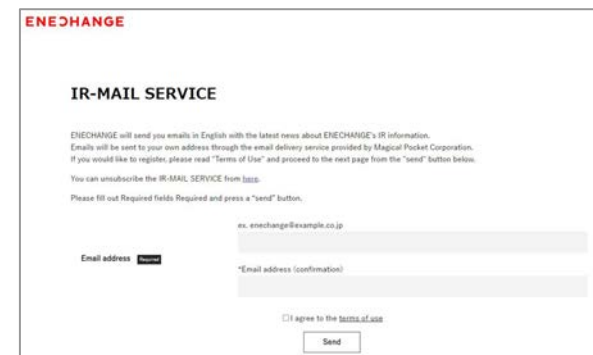 ENECHANGE
IR-MAIL SERVICE
ENECHANGE will send you emails in English with the latest news about ENECHANGE's IR information.
Emails will be sent to your own address through the email delivery service provided by Magical Pocket Corporation.
If you would like to register, please read "Terms of Use" and proceed to the next page from the "send" button below.
You can unsubscribe the IR-MAIL SERVICE from here.
Please fill out Required fields Required and press a "send" button.
ex. enechange@example.co.jp
Email address Required
*Email address (confirmation)
I agree to the terms of use
Send